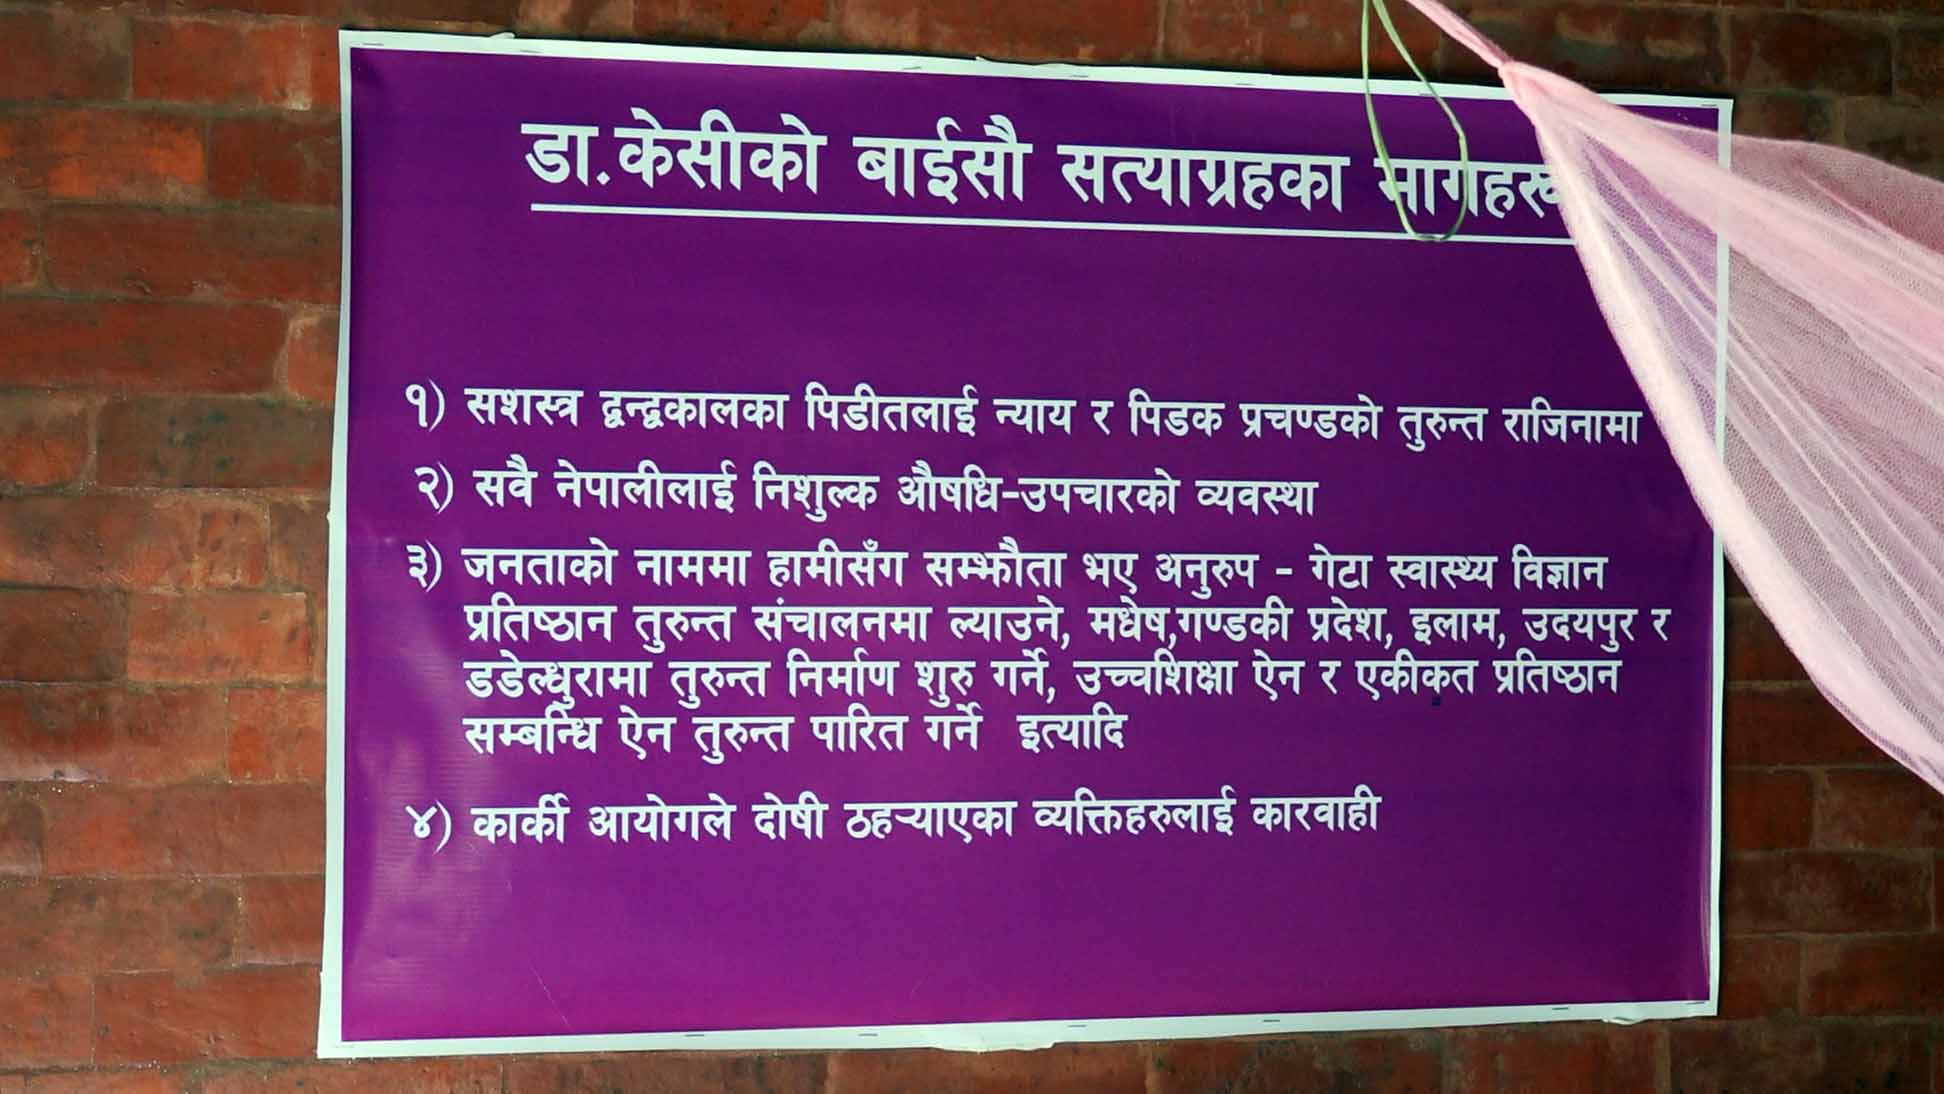 डा.केसीको बाईसौ सत्याग्रहका मागहरू
१) सशस्त्र द्वन्द्वकालका पिडीतलाई न्याय र पिडक प्रचण्डको तुरुन्त राजिनामा
२) सवै नेपालीलाई निशुल्क औषधि-उपचारको व्यवस्था
३) जनताको नाममा हामीसँग सम्झौता भए अनुरुप - गेटा स्वास्थ्य विज्ञान
प्रतिष्ठान तुरुन्त संचालनमा ल्याउने, मधेष,गण्डकी प्रदेश, इलाम, उदयपुर र
डडेल्धुरामा तुरुन्त निर्माण शुरु गर्ने, उच्चशिक्षा ऐन र एकीकत प्रतिष्ठान
सम्बन्धि ऐन तुरुन्त पारित गर्ने इत्यादि
४) कार्की आयोगले दोषी ठहऱ्याएका व्यक्तिहरुलाई कारवाही